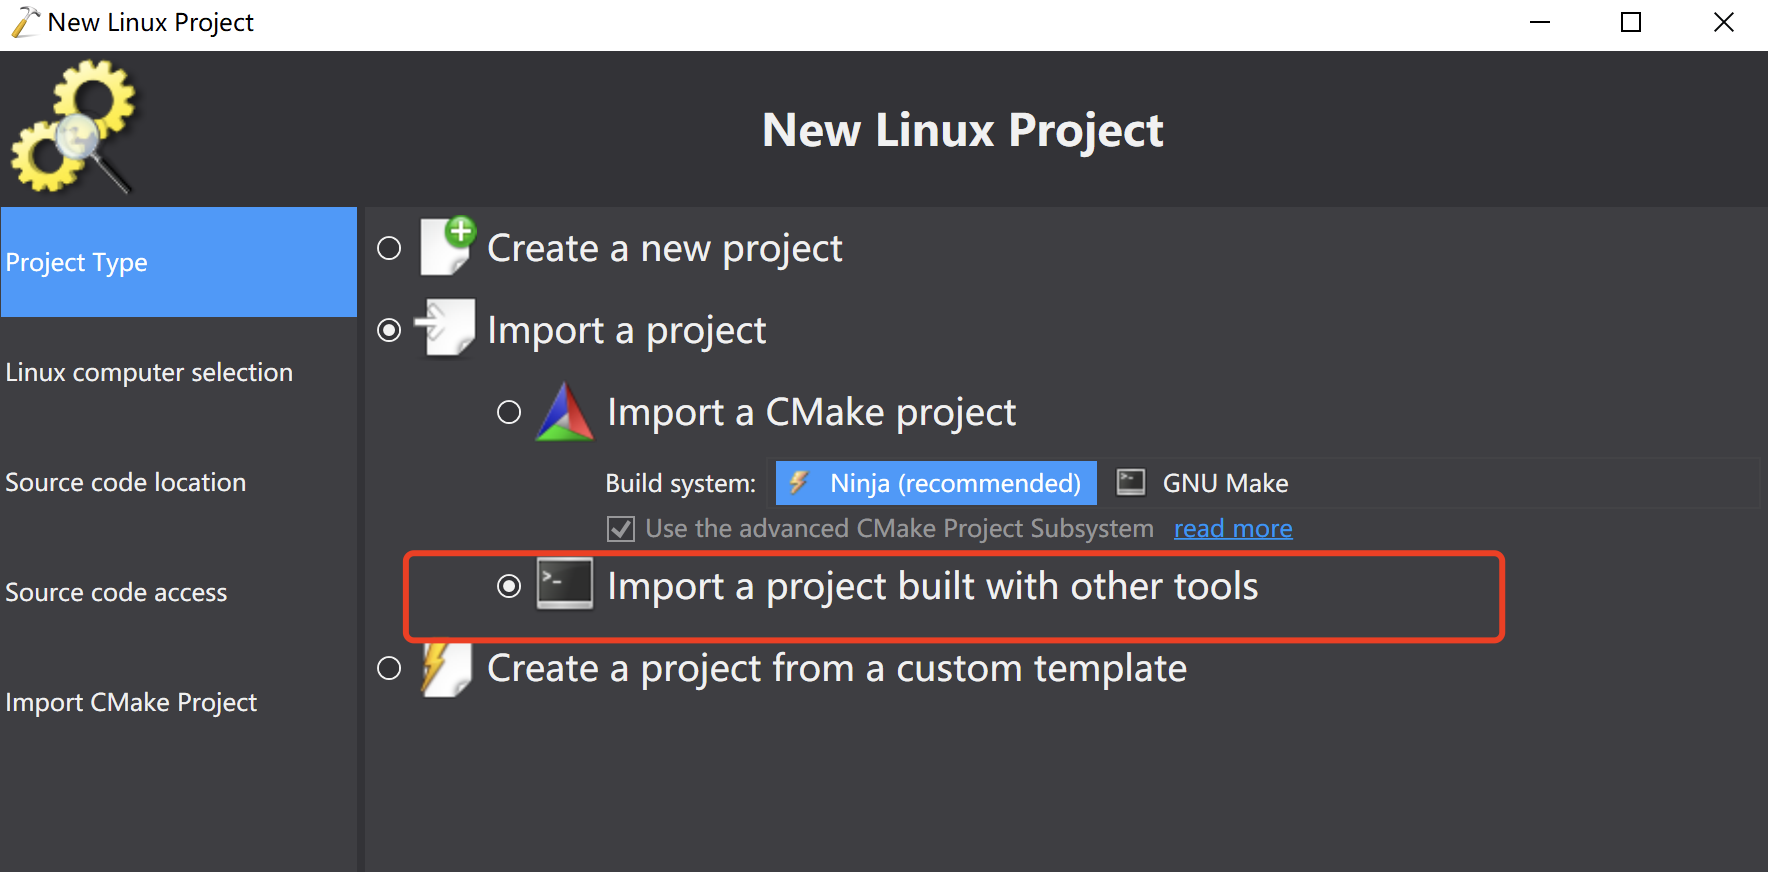 New Linux Project
New Linux Project
Project Type
Linux computer selection
Source code location
Source code access
Import CMake Project
Create a new project
Import a project
Import a CMake project
Build system: Ninja (recommended) GNU Make
Use the advanced CMake Project Subsystem read more
Import a project built with other tools
Create a project from a custom template